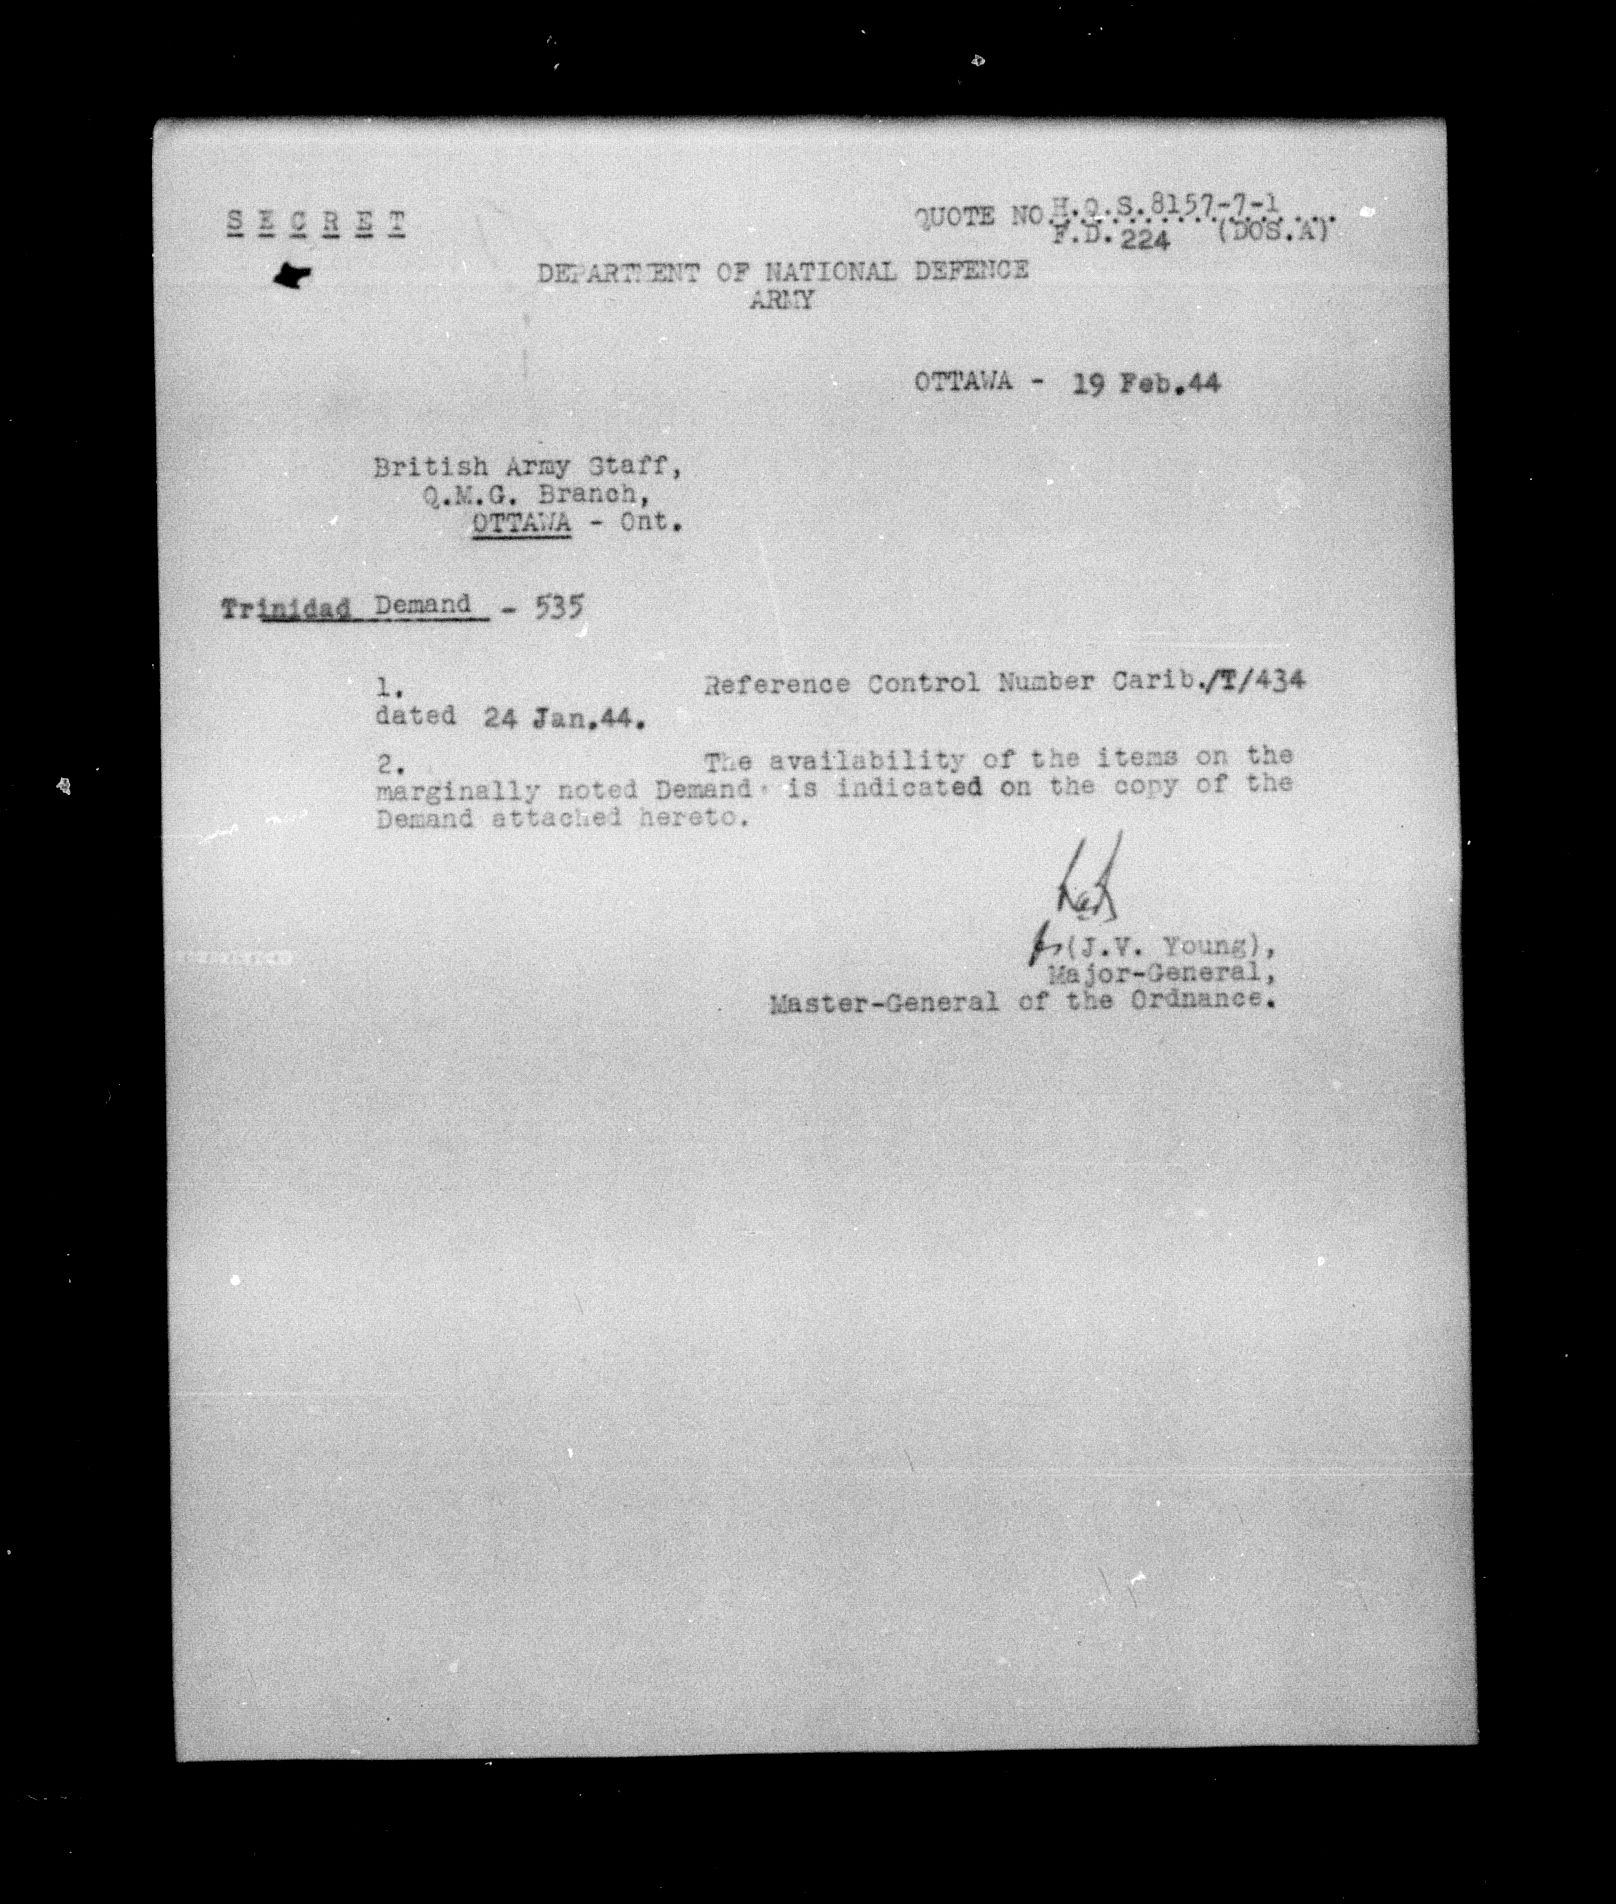 S E C R E T
QUOTE NO. H.Q.S. 8157-7-1
F.D. 224 (DOS.A)
DEPARTMENT OF NATIONAL DEFENCE
ARMY
OTTAWA - 19 Feb.44
British Army Staff,
Q.M.G. Branch,
OTTAWA - Ont.
Trinidad Demand - 535
1. Reference Control Number Carib./T/434
dated 24 Jan.44.
2. The availability of the items on the
marginally noted Demand is indicated on the copy of the
Demand attached hereto.
for (J.V. Young),
Major-General,
Master-General of the Ordnance.